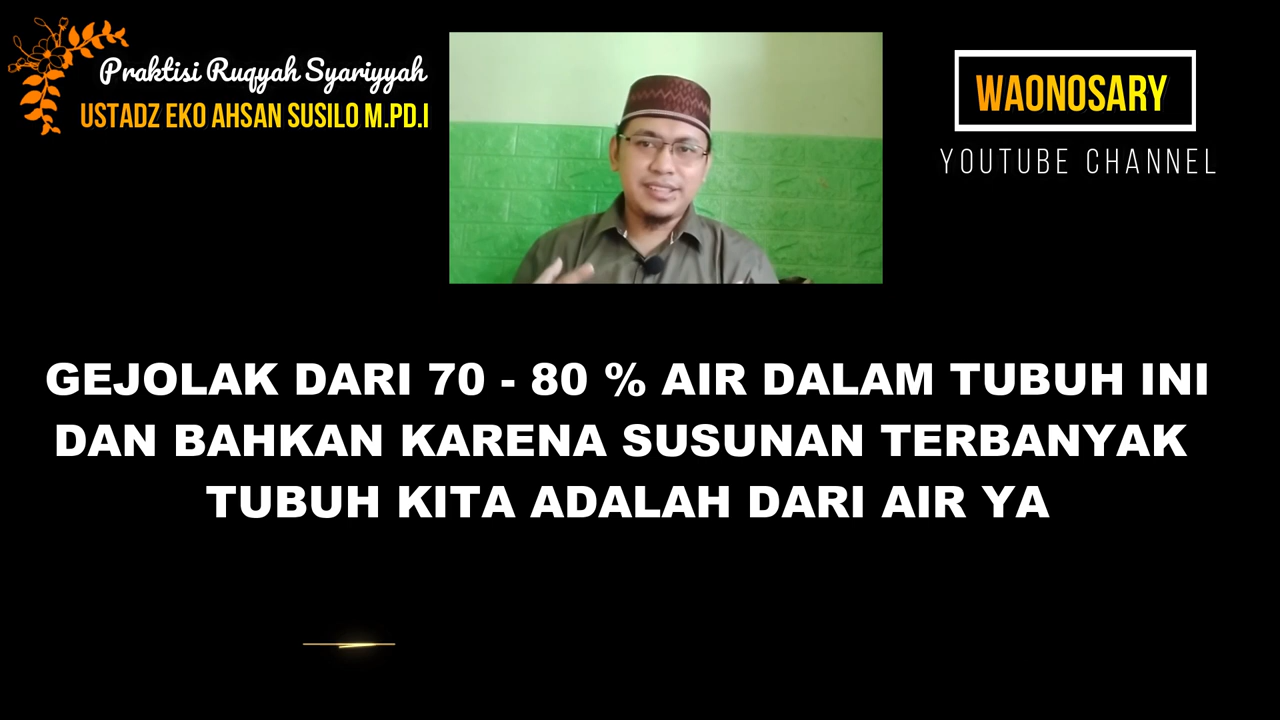 Praktisi Ruqyah Syariyyah
USTADZ EKO AHSAN SUSILO M.PD.I
WAONOSARY
YOUTUBE CHANNEL
GEJOLAK DARI 70 - 80 % AIR DALAM TUBUH INI
DAN BAHKAN KARENA SUSUNAN TERBANYAK
TUBUH KITA ADALAH DARI AIR YA